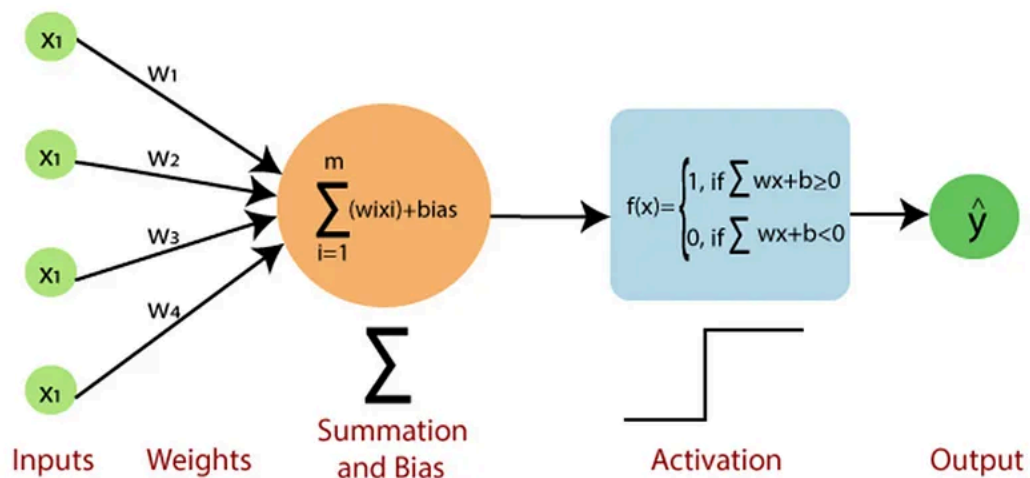 x1
w1
x1
w2
x1
w3
x1
w4
m
∑(wixi)+bias
i=1
f(x)={1, if ∑ wx+b≥0
0, if ∑ wx+b<0
ŷ
∑
Inputs
Weights
Summation
and Bias
Activation
Output